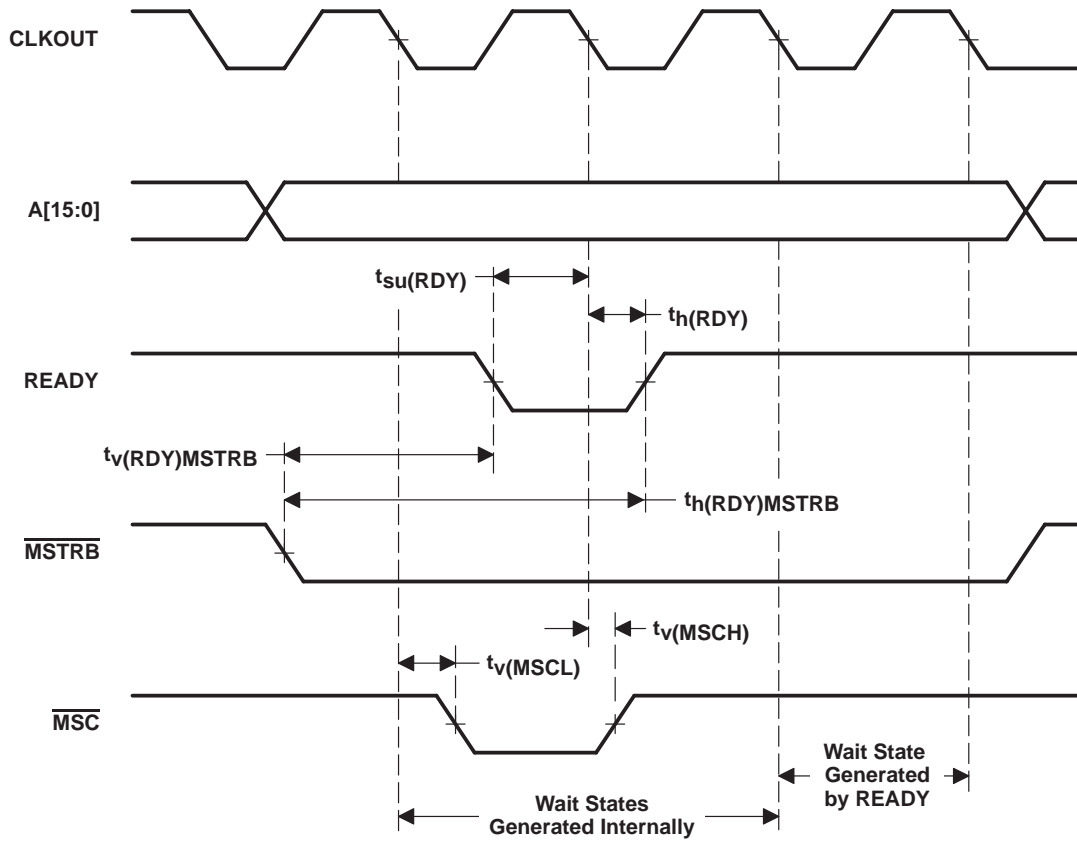 CLKOUT
A[15:0]
tsu(RDY)
th(RDY)
READY
tv(RDY)MSTRB
th(RDY)MSTRB
MSTRB
tv(MSCH)
tv(MSCL)
MSC
Wait State
Generated
by READY
Wait States
Generated Internally